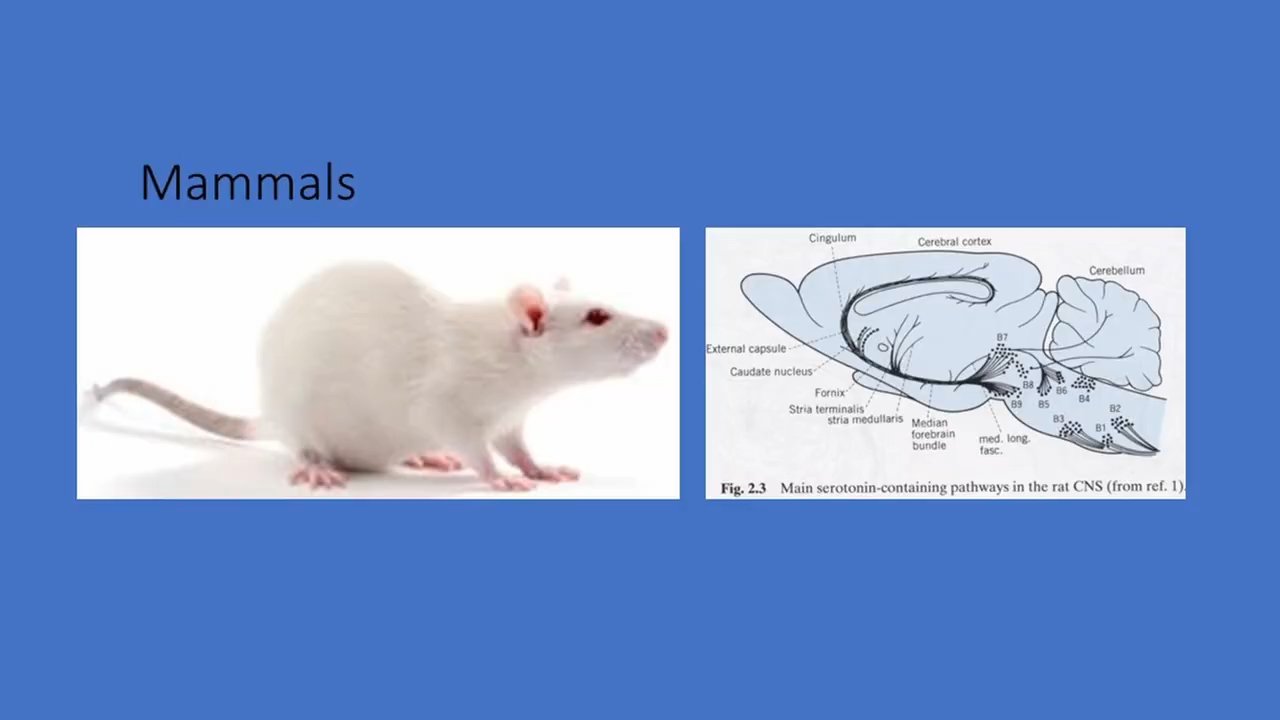 Mammals
Cingulum
Cerebral cortex
Cerebellum
External capsule
Caudate nucleus
Fornix
Stria terminalis
stria medullaris
Median
forebrain
bundle
med. long.
fasc.
B7
B8
B9
B6
B5
B4
B3
B2
B1
Fig. 2.3 Main serotonin-containing pathways in the rat CNS (from ref. 1).